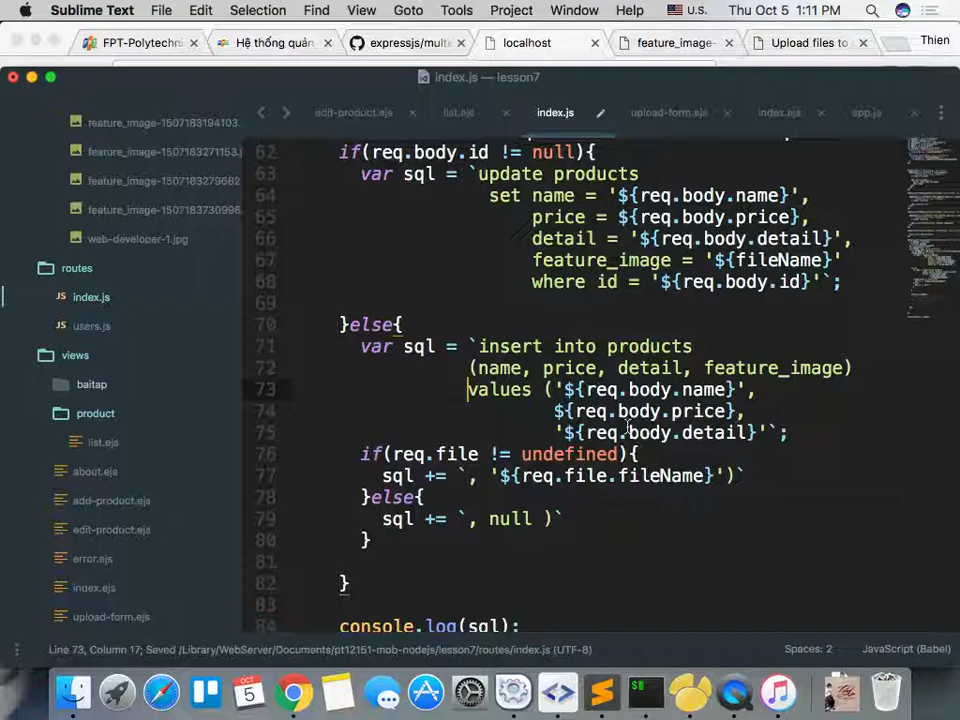 Sublime Text File Edit Selection Find View Goto Tools Project Window Help U.S. Thu Oct 5 1:11 PM
FPT-Polytechni × Hệ thống quản × expressjs/multe × localhost × feature_image- × Upload files to × Thien
index.js — lesson7
edit-product.ejs × list.ejs × index.js upload-form.ejs × index.ejs × app.js ×
feature_image-1507183194103.
feature_image-1507183271153.j
feature_image-1507183279682
feature_image-1507183730996
web-developer-1.jpg
routes
JS index.js
JS users.js
views
baitap
product
list.ejs
about.ejs
add-product.ejs
edit-product.ejs
error.ejs
index.ejs
upload-form.ejs
62 if(req.body.id != null){
63 var sql = `update products
64 set name = '${req.body.name}',
65 price = ${req.body.price},
66 detail = '${req.body.detail}',
67 feature_image = '${fileName}'
68 where id = '${req.body.id}'`;
69
70 }else{
71 var sql = `insert into products
72 (name, price, detail, feature_image)
73 values ('${req.body.name}',
74 ${req.body.price},
75 '${req.body.detail}'`;
76 if(req.file != undefined){
77 sql += `, '${req.file.fileName}')`
78 }else{
79 sql += `, null )`
80 }
81
82 }
83
84 console.log(sql);
Line 73, Column 17; Saved /Library/WebServer/Documents/pt12151-mob-nodejs/lesson7/routes/index.js (UTF-8) Spaces: 2 JavaScript (Babel)